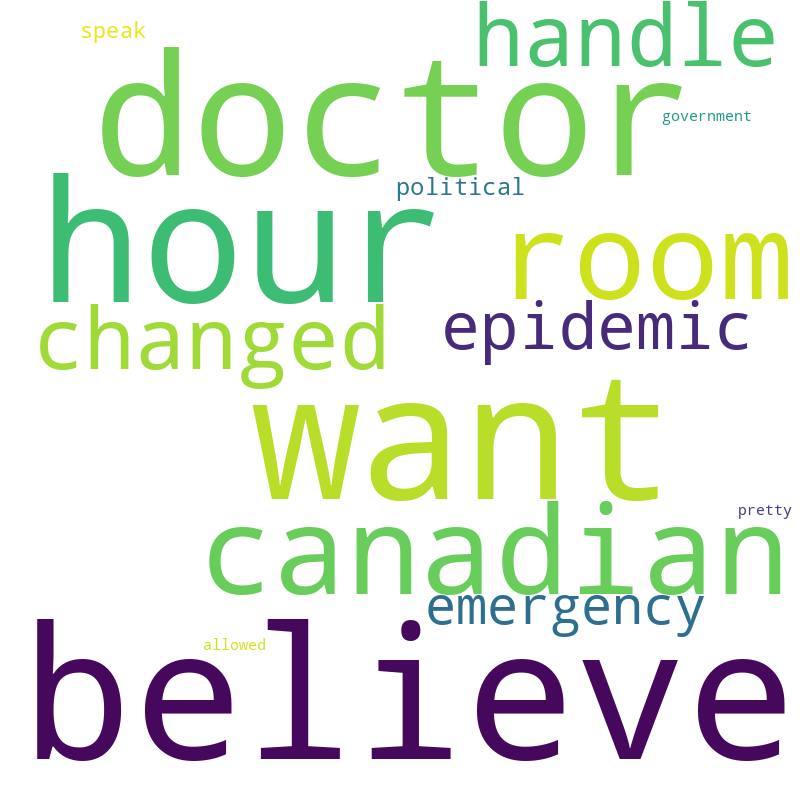 handle
speak
doctor
government
political
hour
room
changed
epidemic
want
canadian
pretty
emergency
allowed
believe